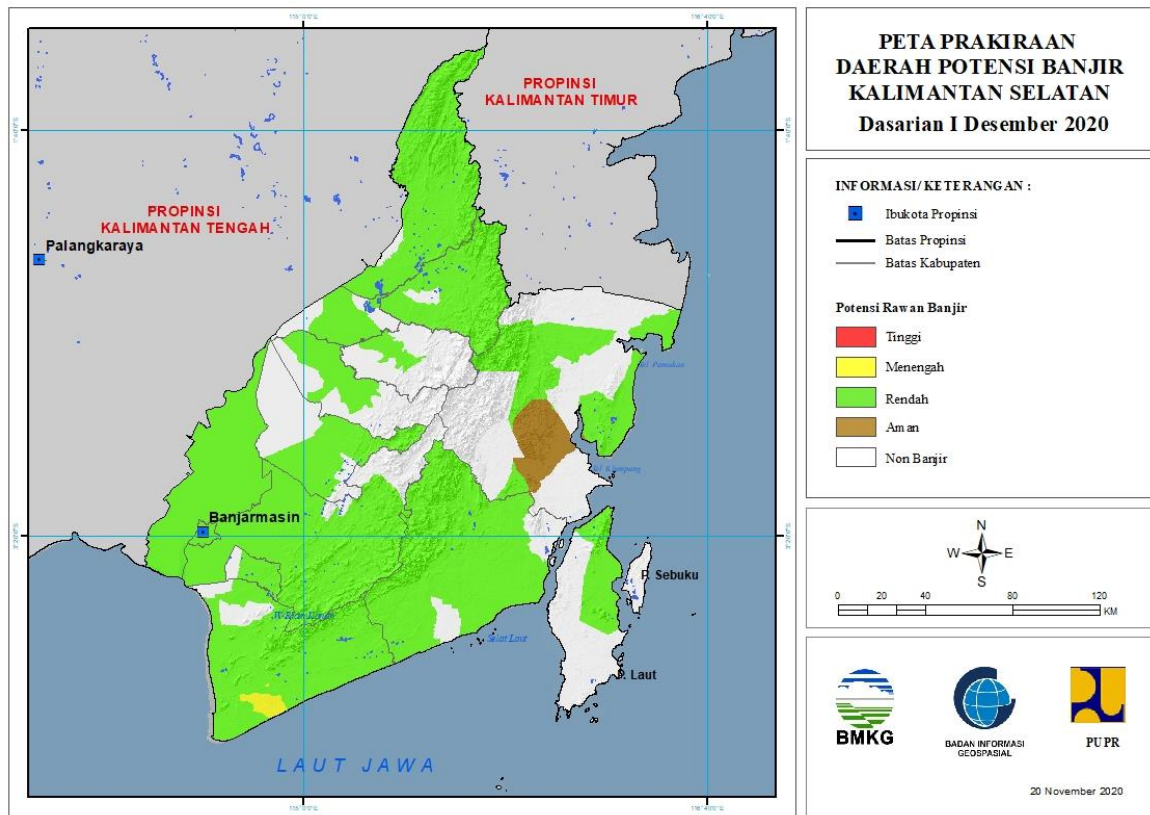 PETA PRAKIRAAN
DAERAH POTENSI BANJIR
KALIMANTAN SELATAN
Dasarian I Desember 2020
INFORMASI/ KETERANGAN :
Ibukota Propinsi
Batas Propinsi
Batas Kabupaten
Potensi Rawan Banjir
Tinggi
Menengah
Rendah
Aman
Non Banjir
N
W E
S
0 20 40 80 120
KM
BMKG
BADAN INFORMASI
GEOSPASIAL
PUPR
20 November 2020
PROPINSI
KALIMANTAN TIMUR
PROPINSI
KALIMANTAN TENGAH
Palangkaraya
Banjarmasin
P. Sebuku
Selat Laut
P. Laut
LAUT JAWA